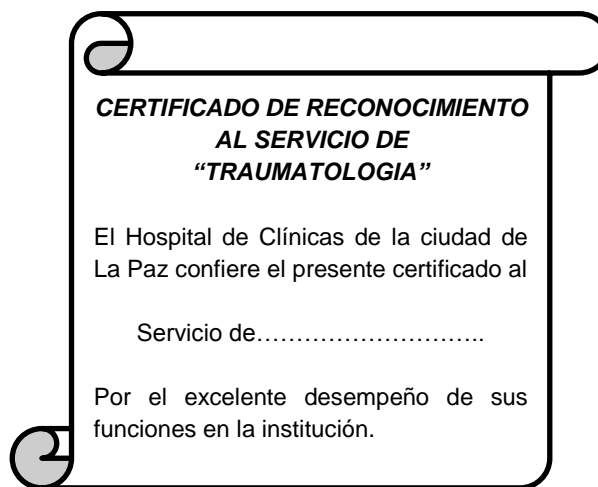 CERTIFICADO DE RECONOCIMIENTO
AL SERVICIO DE
“TRAUMATOLOGIA”
El Hospital de Clínicas de la ciudad de
La Paz confiere el presente certificado al
Servicio de………………………..
Por el excelente desempeño de sus
funciones en la institución.